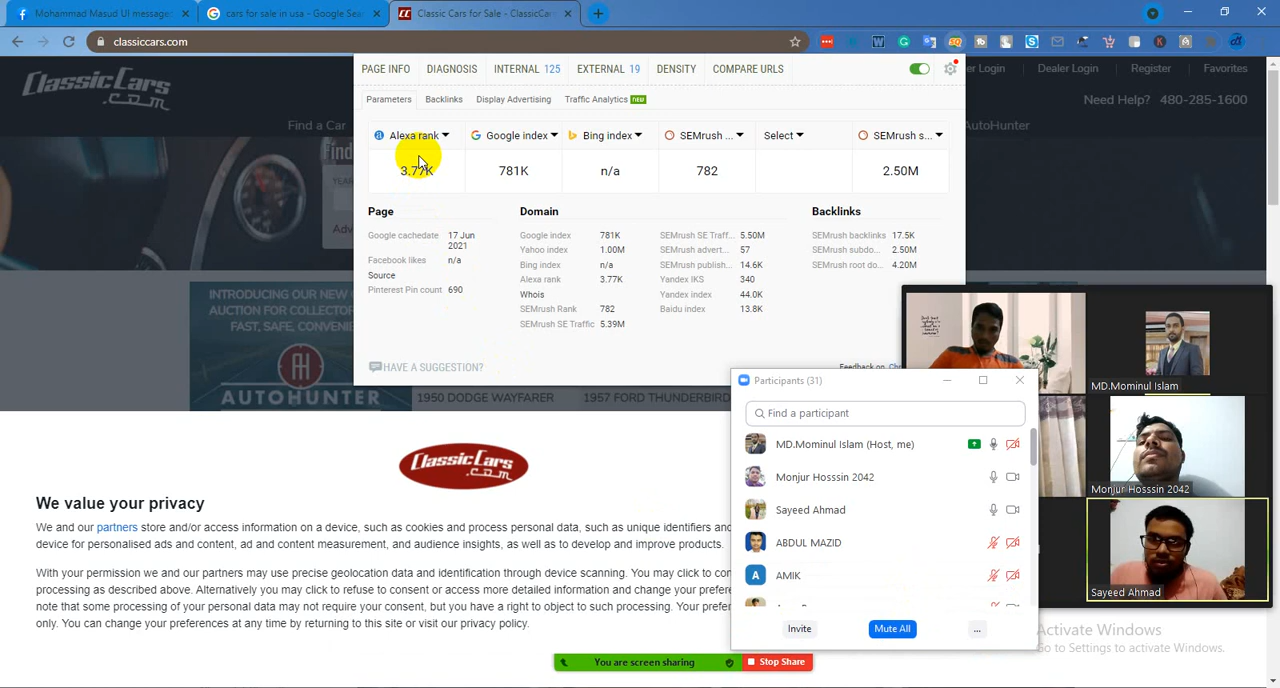 Mohammad Masud Ul messages
cars for sale in usa - Google Sea
Classic Cars for Sale - ClassicCar
classiccars.com
ClassicCars
.com
Find a Car
PAGE INFO DIAGNOSIS INTERNAL 125 EXTERNAL 19 DENSITY COMPARE URLS
Dealer Login Register Favorites
Need Help? 480-285-1600
AutoHunter
Parameters Backlinks Display Advertising Traffic Analytics NEW
Alexa rank Google index Bing index SEMrush ... Select SEMrush s...
3.77K 781K n/a 782 2.50M
Page
Google cachedate 17 Jun 2021
Facebook likes n/a
Source
Pinterest Pin count 690
Domain
Google index 781K
Yahoo index 1.00M
Bing index n/a
Alexa rank 3.77K
Whois
SEMrush Rank 782
SEMrush SE Traffic 5.39M
SEMrush SE Traff... 5.50M
SEMrush advert... 57
SEMrush publish... 14.6K
Yandex IKS 340
Yandex index 44.0K
Baidu index 13.8K
Backlinks
SEMrush backlinks 17.5K
SEMrush subdo... 2.50M
SEMrush root do... 4.20M
HAVE A SUGGESTION?
INTRODUCING OUR NEW
AUCTION FOR COLLECTOR
FAST, SAFE, CONVENIE
AH
AUTOHUNTER
1950 DODGE WAYFARER 1957 FORD THUNDERBIRD
ClassicCars
.com
We value your privacy
We and our partners store and/or access information on a device, such as cookies and process personal data, such as unique identifiers an
device for personalised ads and content, ad and content measurement, and audience insights, as well as to develop and improve products.
With your permission we and our partners may use precise geolocation data and identification through device scanning. You may click to con
processing as described above. Alternatively you may click to refuse to consent or access more detailed information and change your prefere
note that some processing of your personal data may not require your consent, but you have a right to object to such processing. Your prefer
only. You can change your preferences at any time by returning to this site or visit our privacy policy.
Participants (31)
Find a participant
MD.Mominul Islam (Host, me)
Monjur Hosssin 2042
Sayeed Ahmad
ABDUL MAZID
A AMIK
Invite Mute All ...
MD.Mominul Islam
Monjur Hosssin 2042
Sayeed Ahmad
You are screen sharing Stop Share
Activate Windows
Go to Settings to activate Windows.